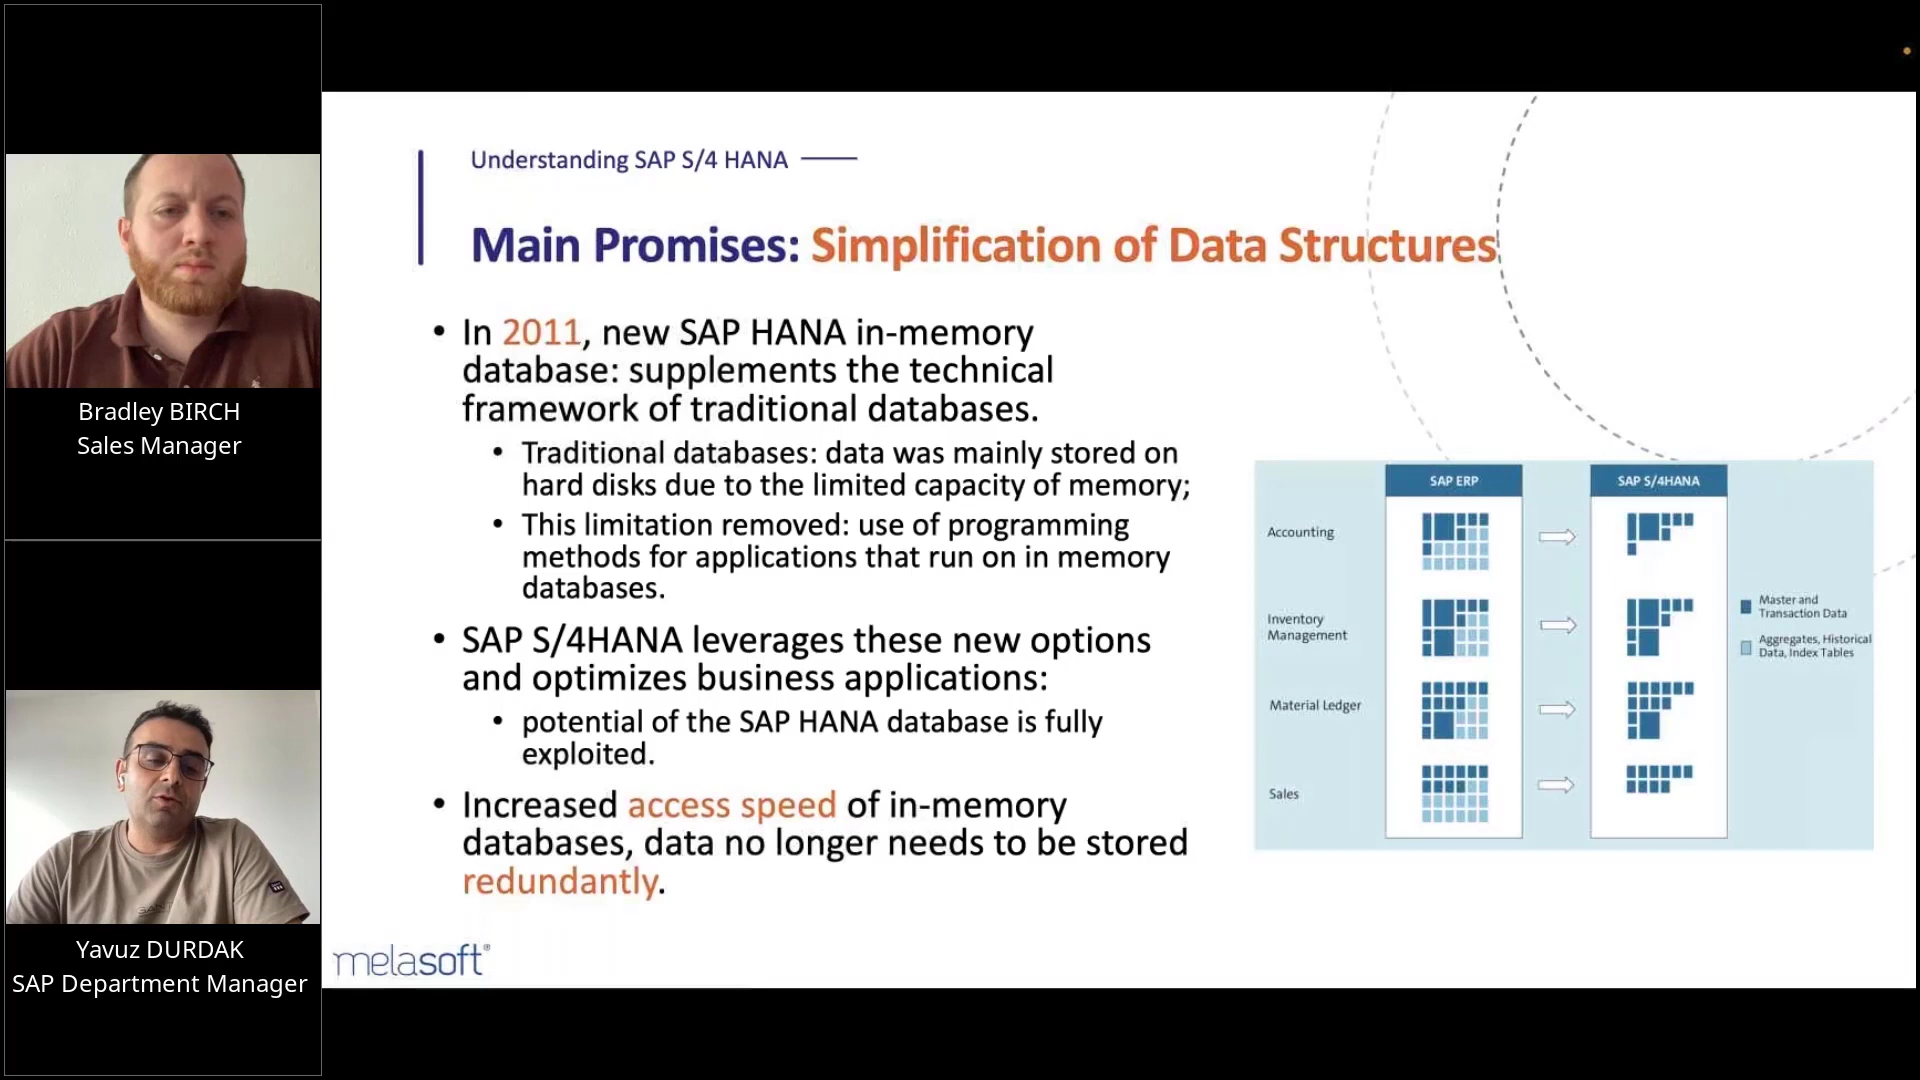 Bradley BIRCH
Sales Manager
Yavuz DURDAK
SAP Department Manager
Understanding SAP S/4 HANA
Main Promises: Simplification of Data Structures
• In 2011, new SAP HANA in-memory
database: supplements the technical
framework of traditional databases.
• Traditional databases: data was mainly stored on
hard disks due to the limited capacity of memory;
• This limitation removed: use of programming
methods for applications that run on in memory
databases.
• SAP S/4HANA leverages these new options
and optimizes business applications:
• potential of the SAP HANA database is fully
exploited.
• Increased access speed of in-memory
databases, data no longer needs to be stored
redundantly.
SAP ERP
SAP S/4HANA
Accounting
Inventory
Management
Material Ledger
Sales
Master and
Transaction Data
Aggregates, Historical
Data, Index Tables
melasoft®